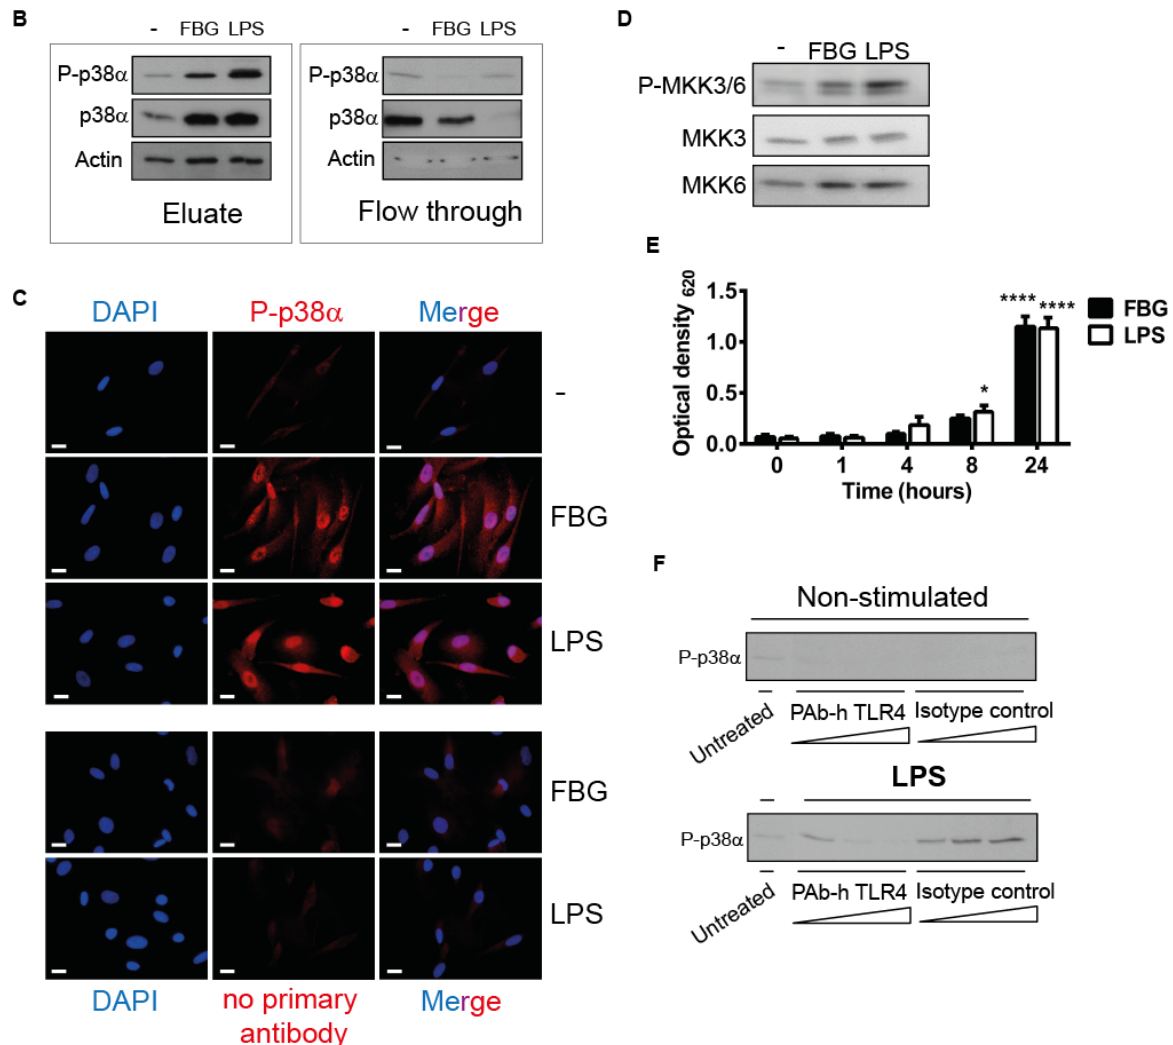 B
- FBG LPS
P-p38α
p38α
Actin
Eluate
- FBG LPS
P-p38α
p38α
Actin
Flow through
C
DAPI P-p38α Merge
-
FBG
LPS
FBG
LPS
DAPI no primary antibody Merge
D
- FBG LPS
P-MKK3/6
MKK3
MKK6
E
Optical density 620
1.5
1.0
0.5
0.0
**** ****
*
FBG
LPS
0 1 4 8 24
Time (hours)
F
Non-stimulated
P-p38α
Untreated PAb-h TLR4 Isotype control
LPS
P-p38α
Untreated PAb-h TLR4 Isotype control